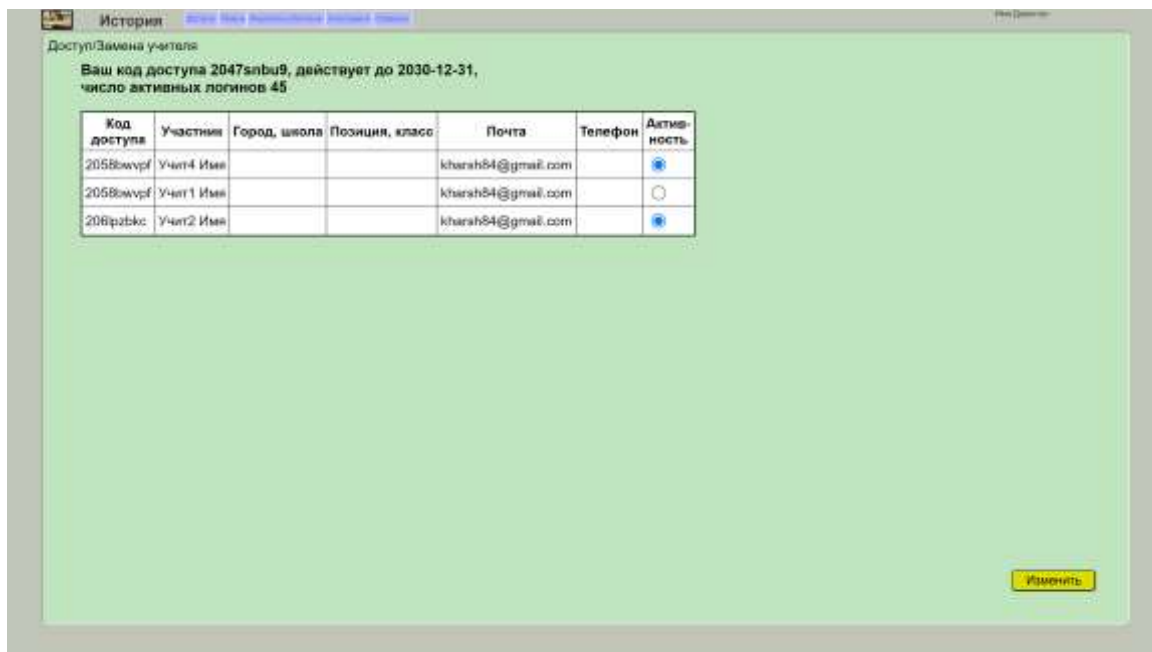 История
Доступ/Замена учителя
Ваш код доступа 2047snbu9, действует до 2030-12-31,
число активных логинов 45
Код доступа Участник Город, школа Позиция, класс Почта Телефон Актив-ность
2058bwvpf Учит4 Имя kharsh84@gmail.com
2058bwvpf Учит1 Имя kharsh84@gmail.com
Учит2 Имя kharsh84@gmail.com
Изменить